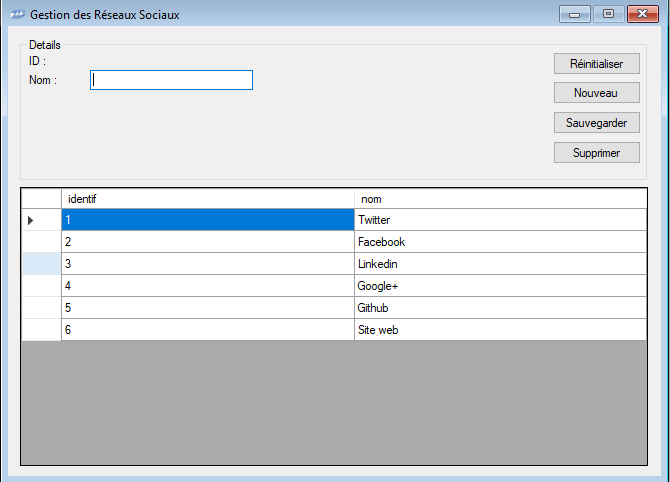 Gestion des Réseaux Sociaux
Details
ID :
Nom :
Réinitialiser
Nouveau
Sauvegarder
Supprimer
identif nom
1 Twitter
2 Facebook
3 Linkedin
4 Google+
5 Github
6 Site web